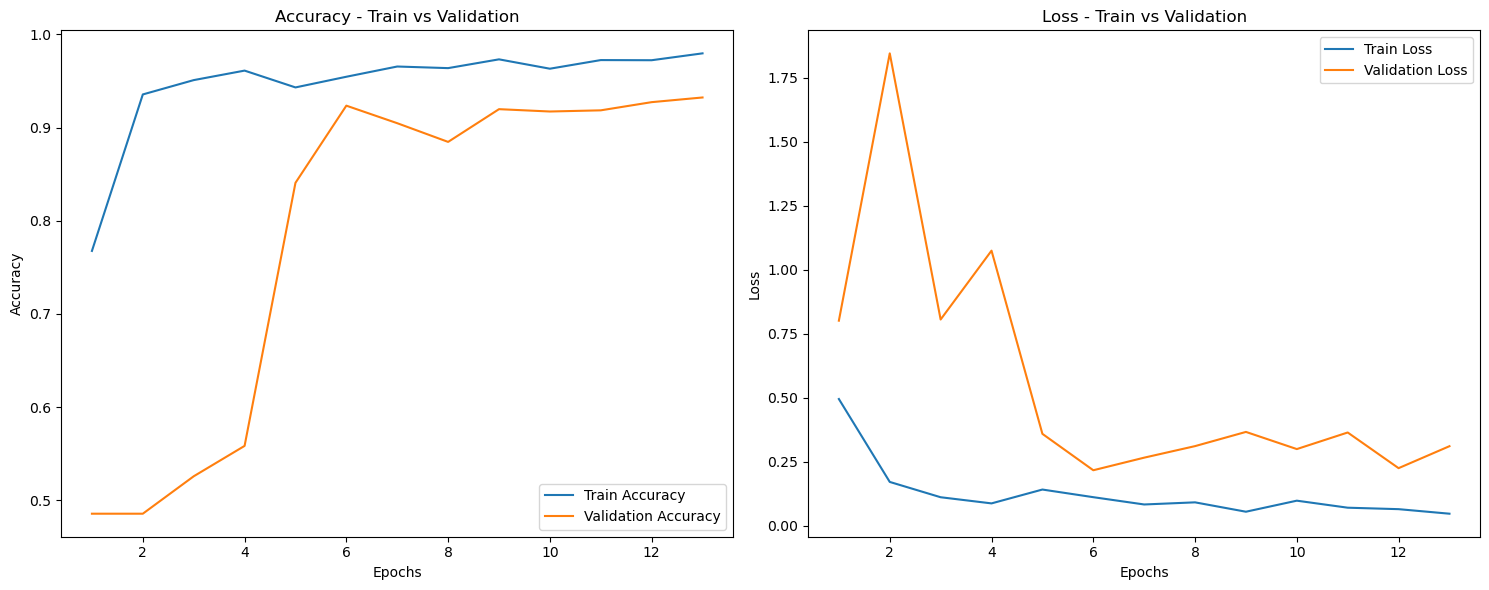 Accuracy - Train vs Validation
1.0
0.9
0.8
0.7
0.6
0.5
Accuracy
Train Accuracy
Validation Accuracy
2 4 6 8 10 12
Epochs
Loss - Train vs Validation
Train Loss
Validation Loss
1.75
1.50
1.25
1.00
0.75
0.50
0.25
0.00
Loss
2 4 6 8 10 12
Epochs